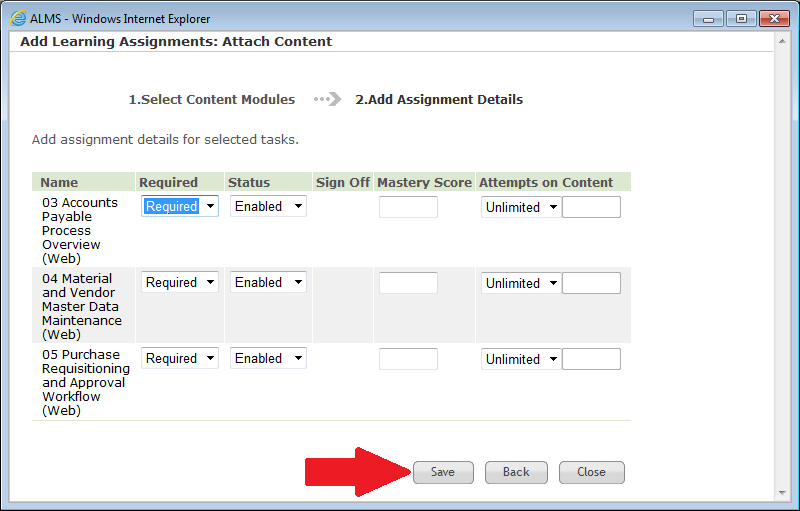 ALMS - Windows Internet Explorer
Add Learning Assignments: Attach Content
1.Select Content Modules 2.Add Assignment Details
Add assignment details for selected tasks.
Name Required Status Sign Off Mastery Score Attempts on Content
03 Accounts Required Enabled Unlimited
Payable
Process
Overview
(Web)
04 Material Required Enabled Unlimited
and Vendor
Master Data
Maintenance
(Web)
05 Purchase Required Enabled Unlimited
Requisitioning
and Approval
Workflow
(Web)
Save Back Close